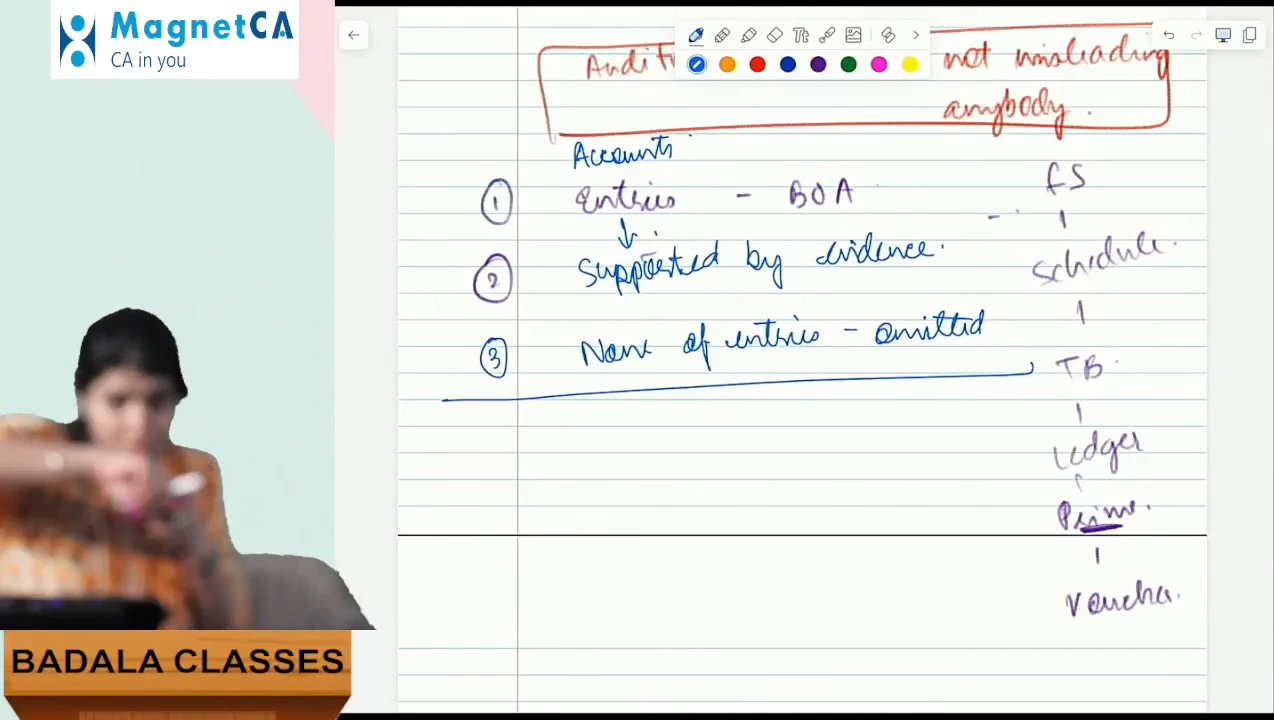 MagnetCA
CA in you
not misleading
anybody.
Accounts
① Entries - BOA
② Supported by evidence.
③ None of entries - omitted
FS
Schedule.
TB
Ledger
Prime.
BADALA CLASSES